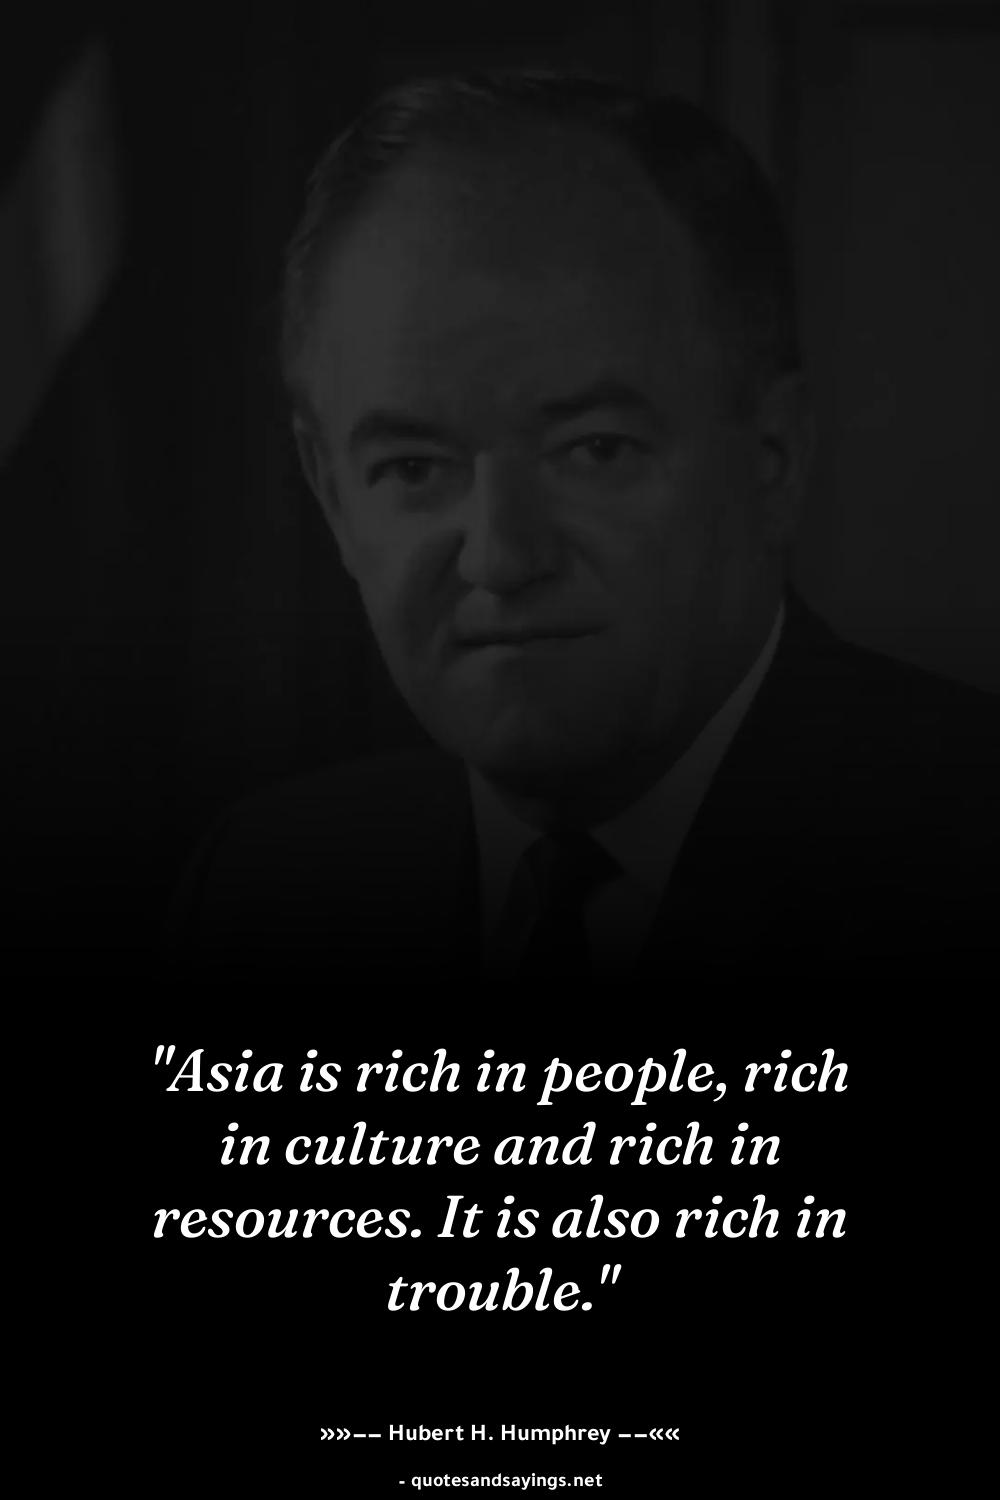 "Asia is rich in people, rich
in culture and rich in
resources. It is also rich in
trouble."
»»−− Hubert H. Humphrey −−««
- quotesandsayings.net